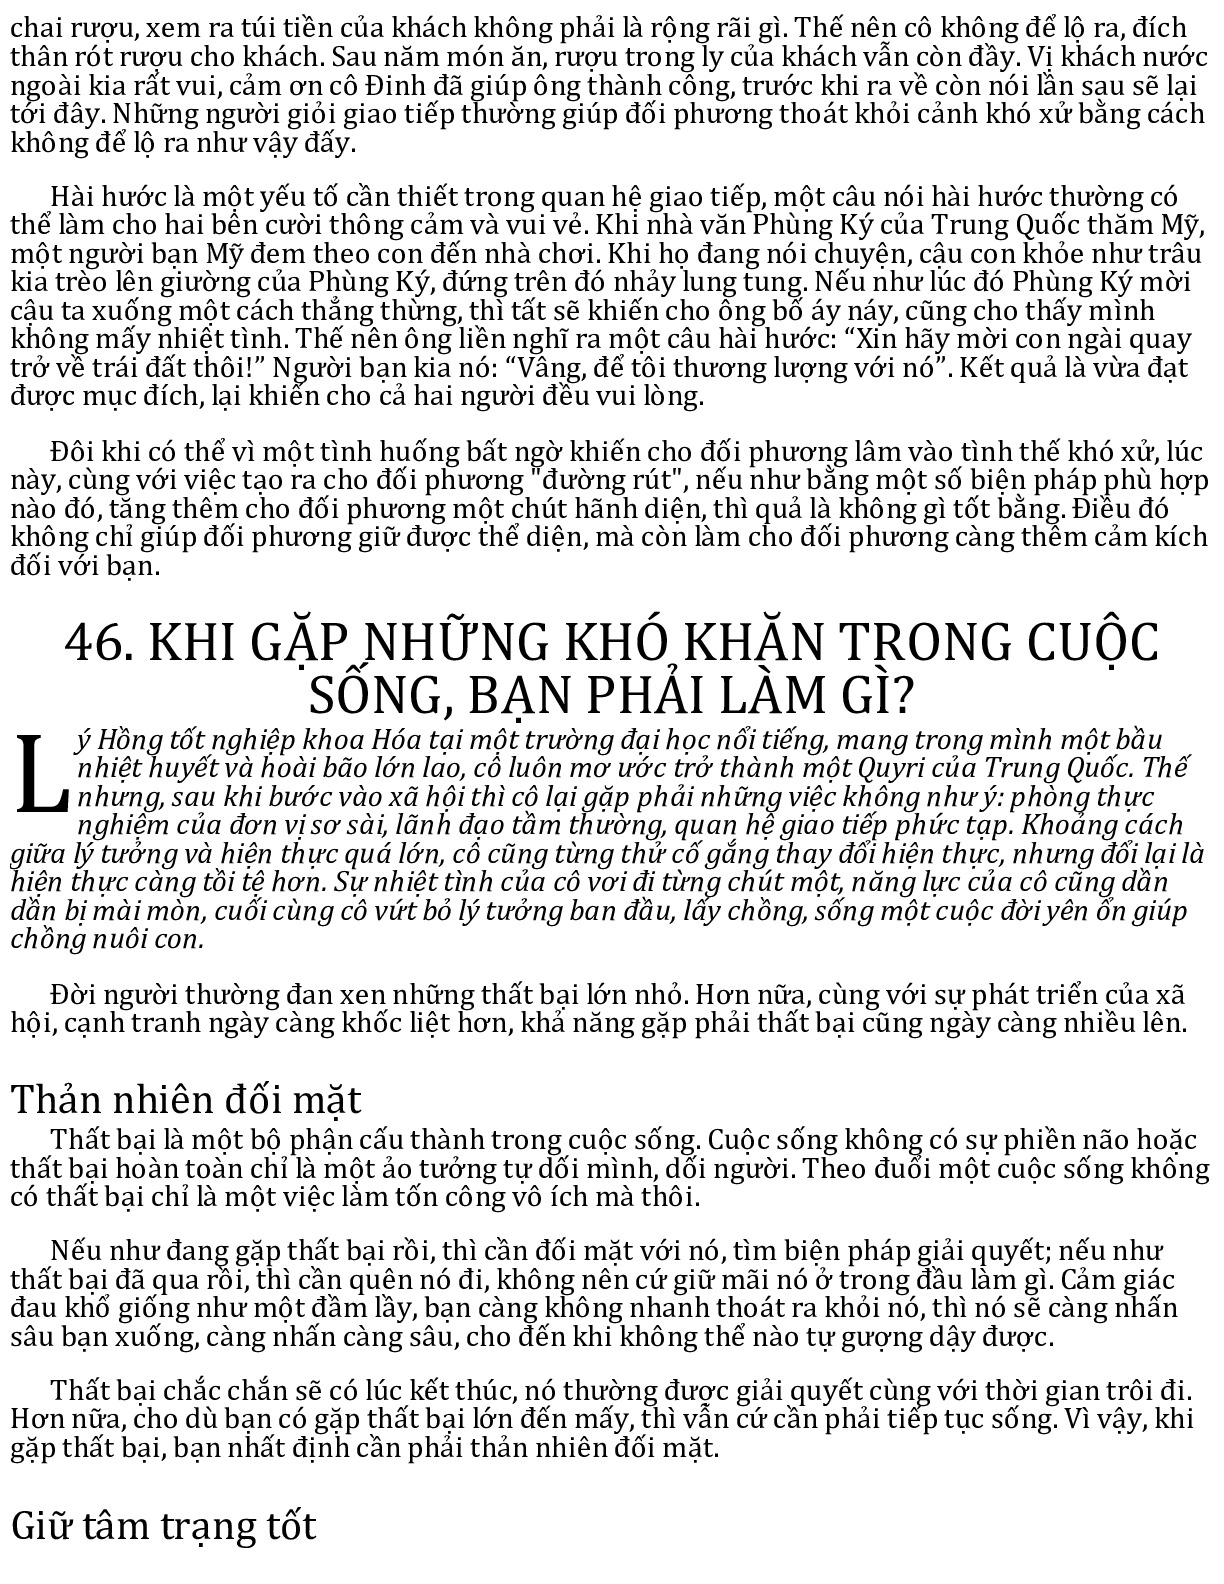 chai rượu, xem ra túi tiền của khách không phải là rộng rãi gì. Thế nên cô không để lộ ra, đích
thân rót rượu cho khách. Sau năm món ăn, rượu trong ly của khách vẫn còn đầy. Vị khách nước
ngoài kia rất vui, cảm ơn cô Đinh đã giúp ông thành công, trước khi ra về còn nói lần sau sẽ lại
tới đây. Những người giỏi giao tiếp thường giúp đối phương thoát khỏi cảnh khó xử bằng cách
không để lộ ra như vậy đấy.
Hài hước là một yếu tố cần thiết trong quan hệ giao tiếp, một câu nói hài hước thường có
thể làm cho hai bên cười thông cảm và vui vẻ. Khi nhà văn Phùng Ký của Trung Quốc thăm Mỹ,
một người bạn Mỹ đem theo con đến nhà chơi. Khi họ đang nói chuyện, cậu con khỏe như trâu
kia trèo lên giường của Phùng Ký, đứng trên đó nhảy lung tung. Nếu như lúc đó Phùng Ký mời
cậu ta xuống một cách thẳng thừng, thì tất sẽ khiến cho ông bố áy náy, cũng cho thấy mình
không mấy nhiệt tình. Thế nên ông liền nghĩ ra một câu hài hước: “Xin hãy mời con ngài quay
trở về trái đất thôi!” Người bạn kia nó: “Vâng, để tôi thương lượng với nó”. Kết quả là vừa đạt
được mục đích, lại khiến cho cả hai người đều vui lòng.
Đôi khi có thể vì một tình huống bất ngờ khiến cho đối phương lâm vào tình thế khó xử, lúc
này, cùng với việc tạo ra cho đối phương "đường rút", nếu như bằng một số biện pháp phù hợp
nào đó, tăng thêm cho đối phương một chút hãnh diện, thì quả là không gì tốt bằng. Điều đó
không chỉ giúp đối phương giữ được thể diện, mà còn làm cho đối phương càng thêm cảm kích
đối với bạn.
46. KHI GẶP NHỮNG KHÓ KHĂN TRONG CUỘC
SỐNG, BẠN PHẢI LÀM GÌ?
Lý Hồng tốt nghiệp khoa Hóa tại một trường đại học nổi tiếng, mang trong mình một bầu
nhiệt huyết và hoài bão lớn lao, cô luôn mơ ước trở thành một Quyri của Trung Quốc. Thế
nhưng, sau khi bước vào xã hội thì cô lại gặp phải những việc không như ý: phòng thực
nghiệm của đơn vị sơ sài, lãnh đạo tầm thường, quan hệ giao tiếp phức tạp. Khoảng cách
giữa lý tưởng và hiện thực quá lớn, cô cũng từng thử cố gắng thay đổi hiện thực, nhưng đổi lại là
hiện thực càng tồi tệ hơn. Sự nhiệt tình của cô vơi đi từng chút một, năng lực của cô cũng dần
dần bị mài mòn, cuối cùng cô vứt bỏ lý tưởng ban đầu, lấy chồng, sống một cuộc đời yên ổn giúp
chồng nuôi con.
Đời người thường đan xen những thất bại lớn nhỏ. Hơn nữa, cùng với sự phát triển của xã
hội, cạnh tranh ngày càng khốc liệt hơn, khả năng gặp phải thất bại cũng ngày càng nhiều lên.
Thản nhiên đối mặt
Thất bại là một bộ phận cấu thành trong cuộc sống. Cuộc sống không có sự phiền não hoặc
thất bại hoàn toàn chỉ là một ảo tưởng tự dối mình, dối người. Theo đuổi một cuộc sống không
có thất bại chỉ là một việc làm tốn công vô ích mà thôi.
Nếu như đang gặp thất bại rồi, thì cần đối mặt với nó, tìm biện pháp giải quyết; nếu như
thất bại đã qua rồi, thì cần quên nó đi, không nên cứ giữ mãi nó ở trong đầu làm gì. Cảm giác
đau khổ giống như một đầm lầy, bạn càng không nhanh thoát ra khỏi nó, thì nó sẽ càng nhấn
sâu bạn xuống, càng nhấn càng sâu, cho đến khi không thể nào tự gượng dậy được.
Thất bại chắc chắn sẽ có lúc kết thúc, nó thường được giải quyết cùng với thời gian trôi đi.
Hơn nữa, cho dù bạn có gặp thất bại lớn đến mấy, thì vẫn cứ cần phải tiếp tục sống. Vì vậy, khi
gặp thất bại, bạn nhất định cần phải thản nhiên đối mặt.
Giữ tâm trạng tốt